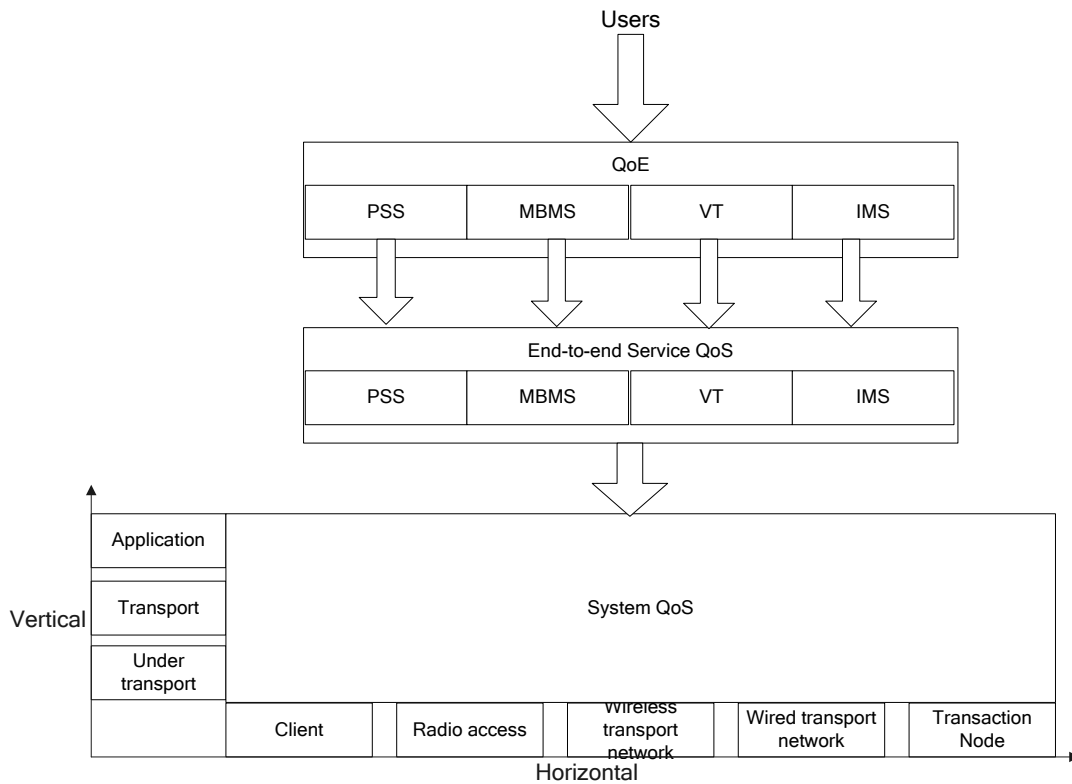 Users
QoE
PSS
MBMS
VT
IMS
End-to-end Service QoS
PSS
MBMS
VT
IMS
Vertical
Application
Transport
Under
transport
System QoS
Client
Radio access
Wireless
transport
network
Wired transport
network
Transaction
Node
Horizontal